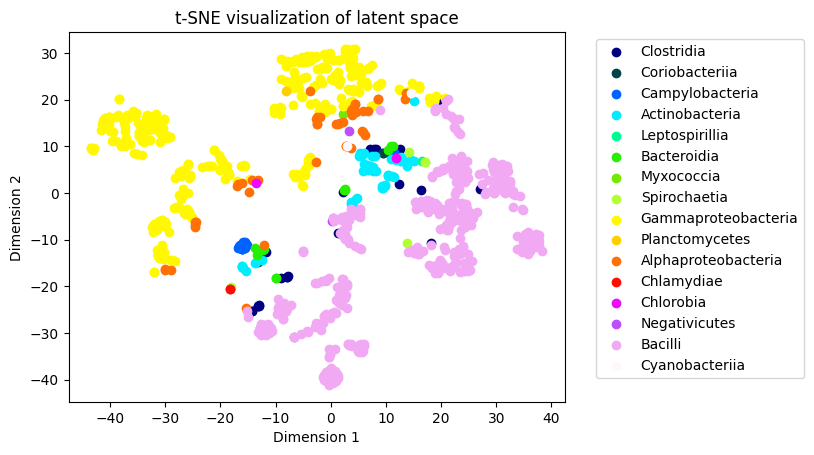 t-SNE visualization of latent space
30
20
10
0
−10
−20
−30
−40
Dimension 2
−40
−30
−20
−10
0
10
20
30
40
Dimension 1
Clostridia
Coriobacteriia
Campylobacteria
Actinobacteria
Leptospirillia
Bacteroidia
Myxococcia
Spirochaetia
Gammaproteobacteria
Planctomycetes
Alphaproteobacteria
Chlamydiae
Chlorobia
Negativicutes
Bacilli
Cyanobacteriia